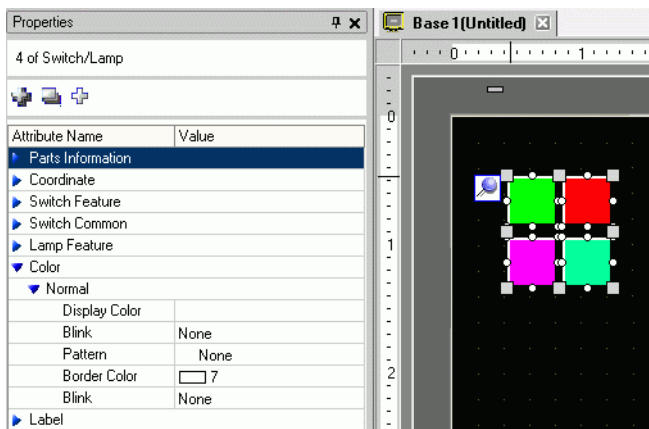 Properties
Base 1(Untitled)
4 of Switch/Lamp
0 1
Attribute Name Value
Parts Information
Coordinate
Switch Feature
Switch Common
Lamp Feature
Color
Normal
Display Color
Blink None
Pattern None
Border Color 7
Blink None
Label
0
1
2